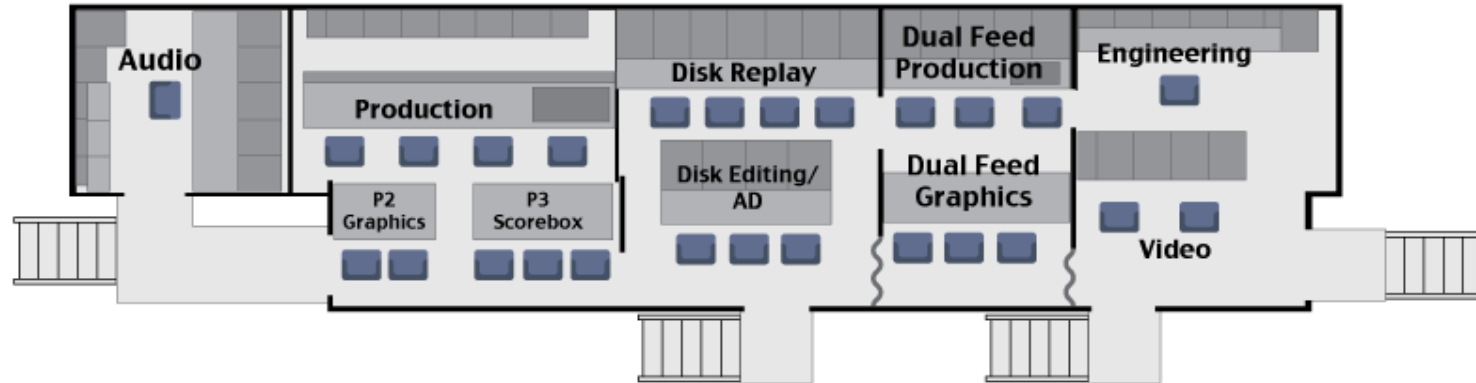 Audio
Production
P2
Graphics
P3
Scorebox
Disk Replay
Disk Editing/
AD
Dual Feed
Production
Dual Feed
Graphics
Engineering
Video